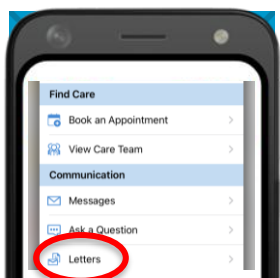 Find Care
Book an Appointment
View Care Team
Communication
Messages
Ask a Question
Letters